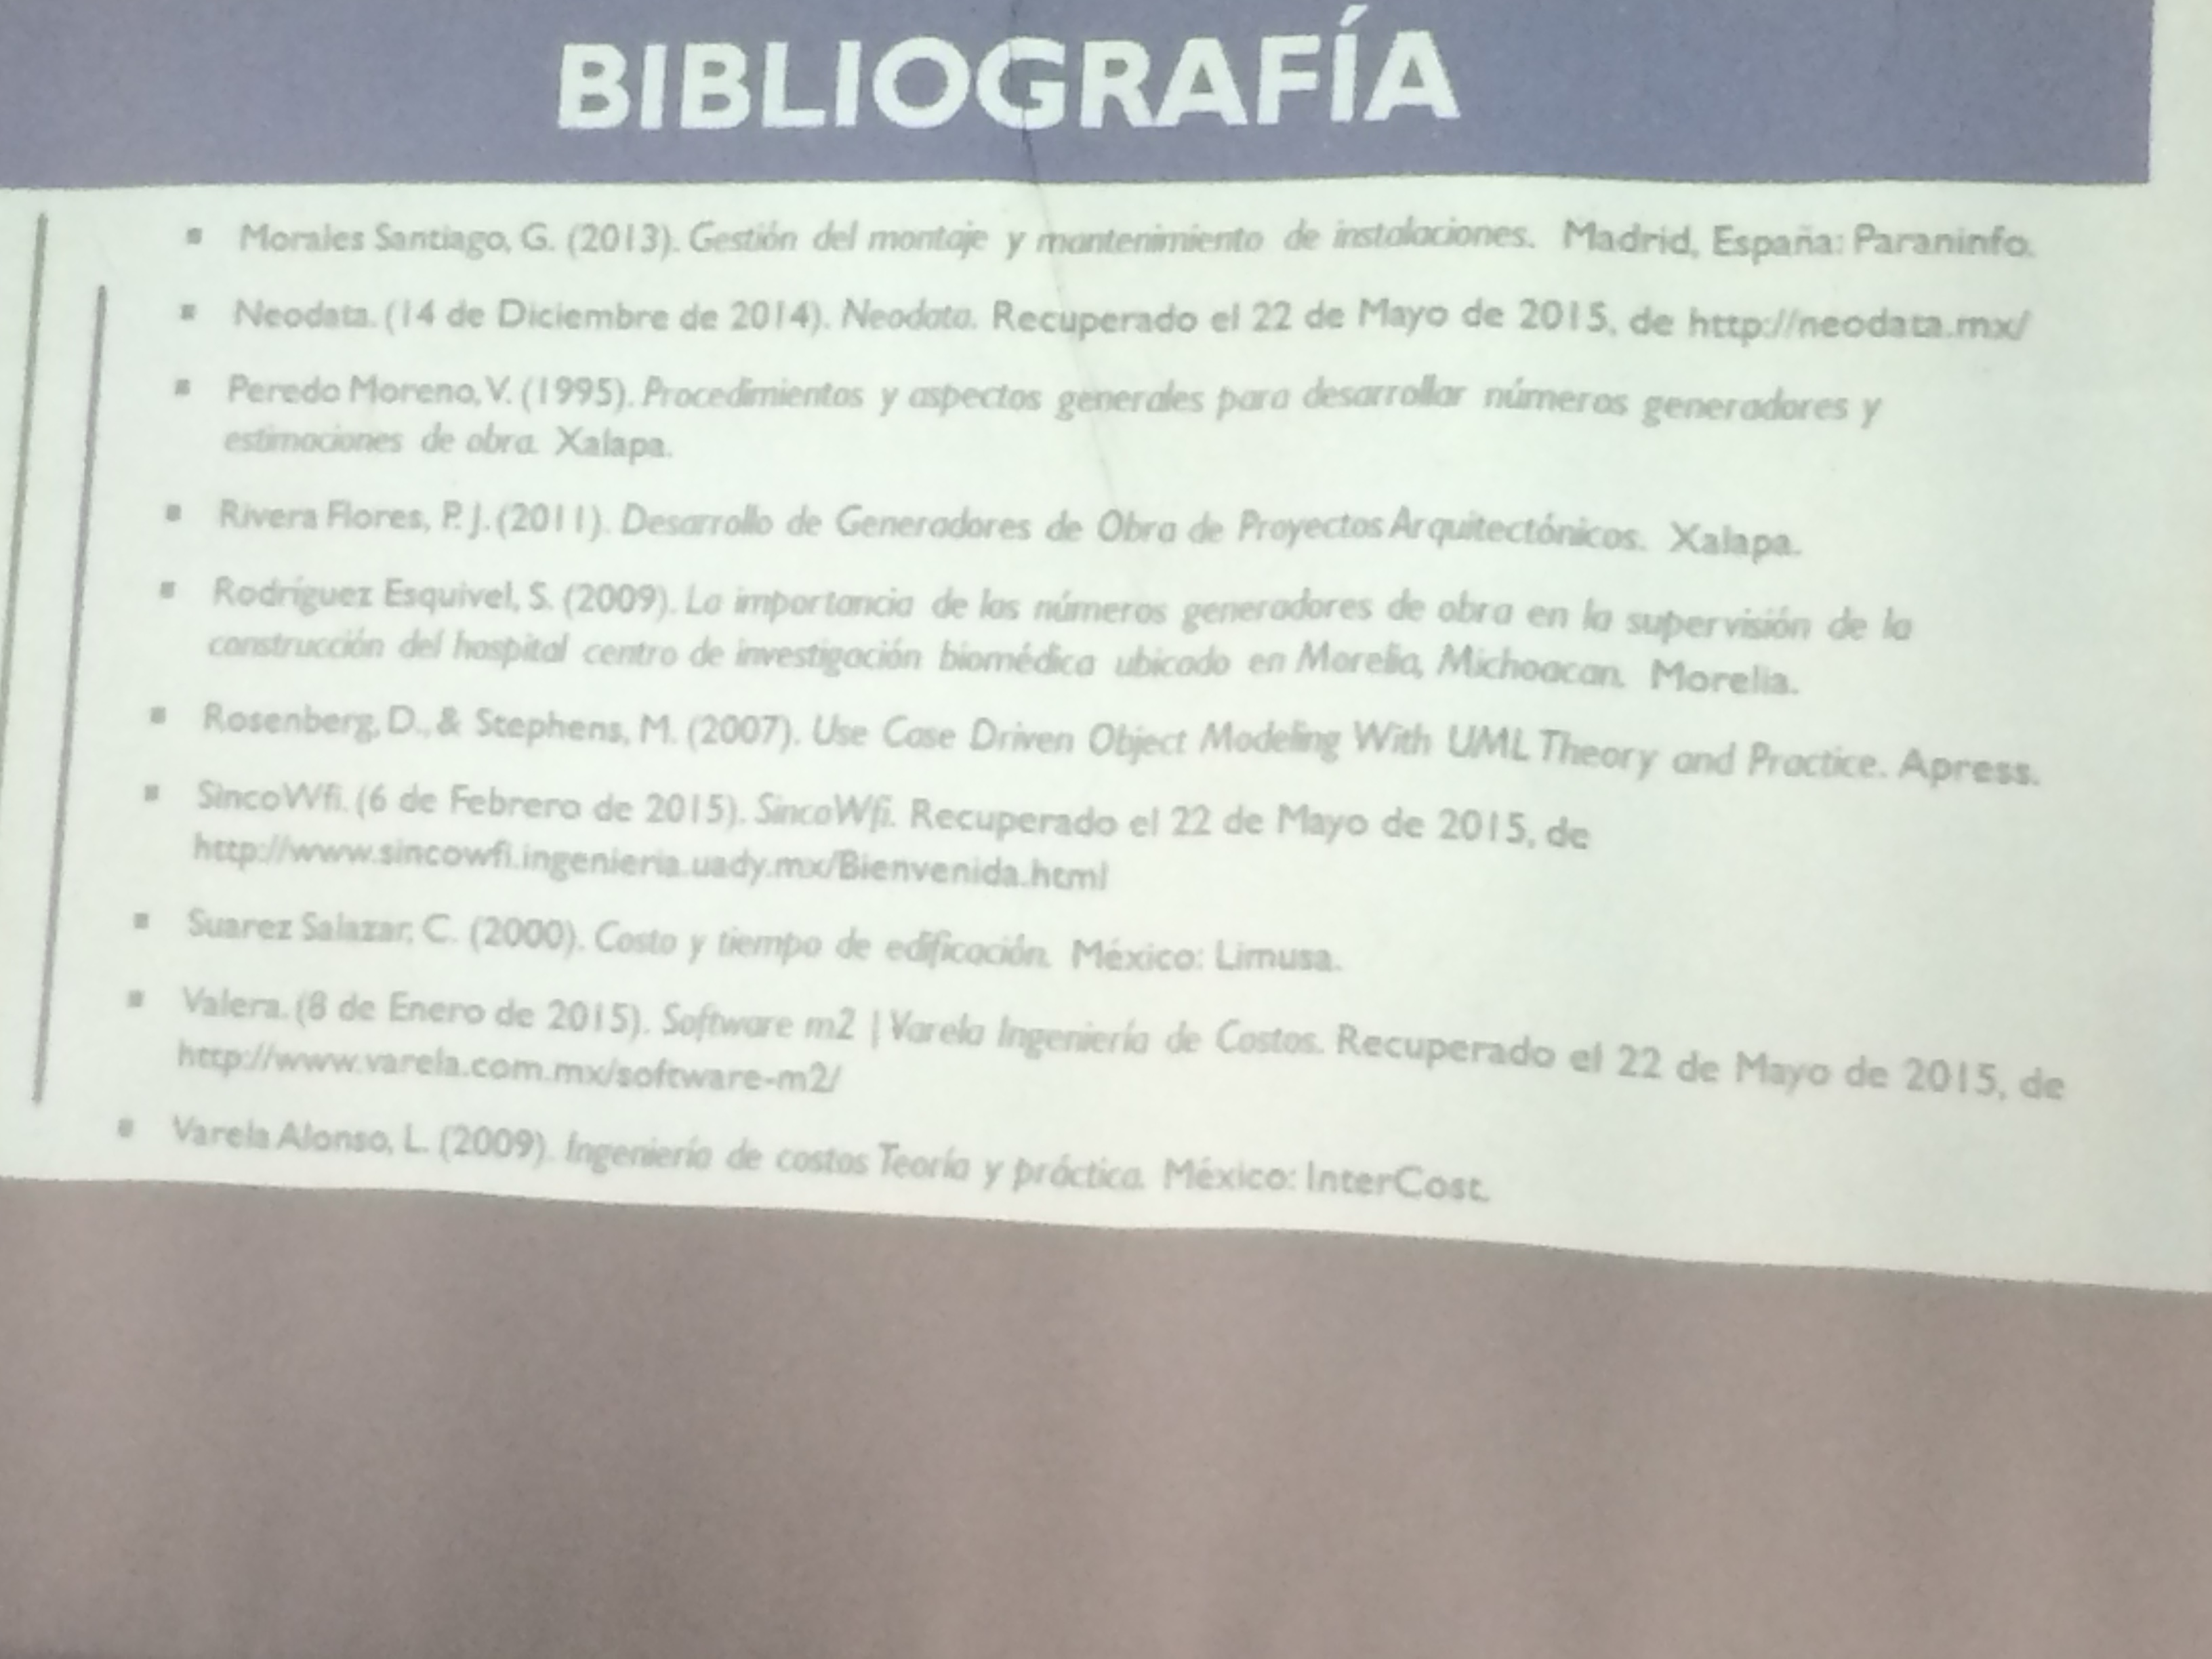 BIBLIOGRAFÍA
▪ Morales Santiago, G. (2013). Gestión del montaje y mantenimiento de instalaciones. Madrid, España: Paraninfo.
▪ Neodata. (14 de Diciembre de 2014). Neodata. Recuperado el 22 de Mayo de 2015, de http://neodata.mx/
▪ Peredo Moreno, V. (1995). Procedimientos y aspectos generales para desarrollar números generadores y
estimaciones de obra. Xalapa.
▪ Rivera Flores, P. J. (2011). Desarrollo de Generadores de Obra de Proyectos Arquitectónicos. Xalapa.
▪ Rodríguez Esquivel, S. (2009). La importancia de los números generadores de obra en la supervisión de la
construcción del hospital centro de investigación biomédica ubicado en Morelia, Michoacan. Morelia.
▪ Rosenberg, D., & Stephens, M. (2007). Use Case Driven Object Modeling With UML Theory and Practice. Apress.
▪ SincoWfi. (6 de Febrero de 2015). SincoWfi. Recuperado el 22 de Mayo de 2015, de
http://www.sincowfi.ingenieria.uady.mx/Bienvenida.html
▪ Suarez Salazar, C. (2000). Costo y tiempo de edificación. México: Limusa.
▪ Valera. (8 de Enero de 2015). Software m2 | Varela Ingeniería de Costos. Recuperado el 22 de Mayo de 2015, de
http://www.varela.com.mx/software-m2/
▪ Varela Alonso, L. (2009). Ingeniería de costos Teoría y práctica. México: InterCost.